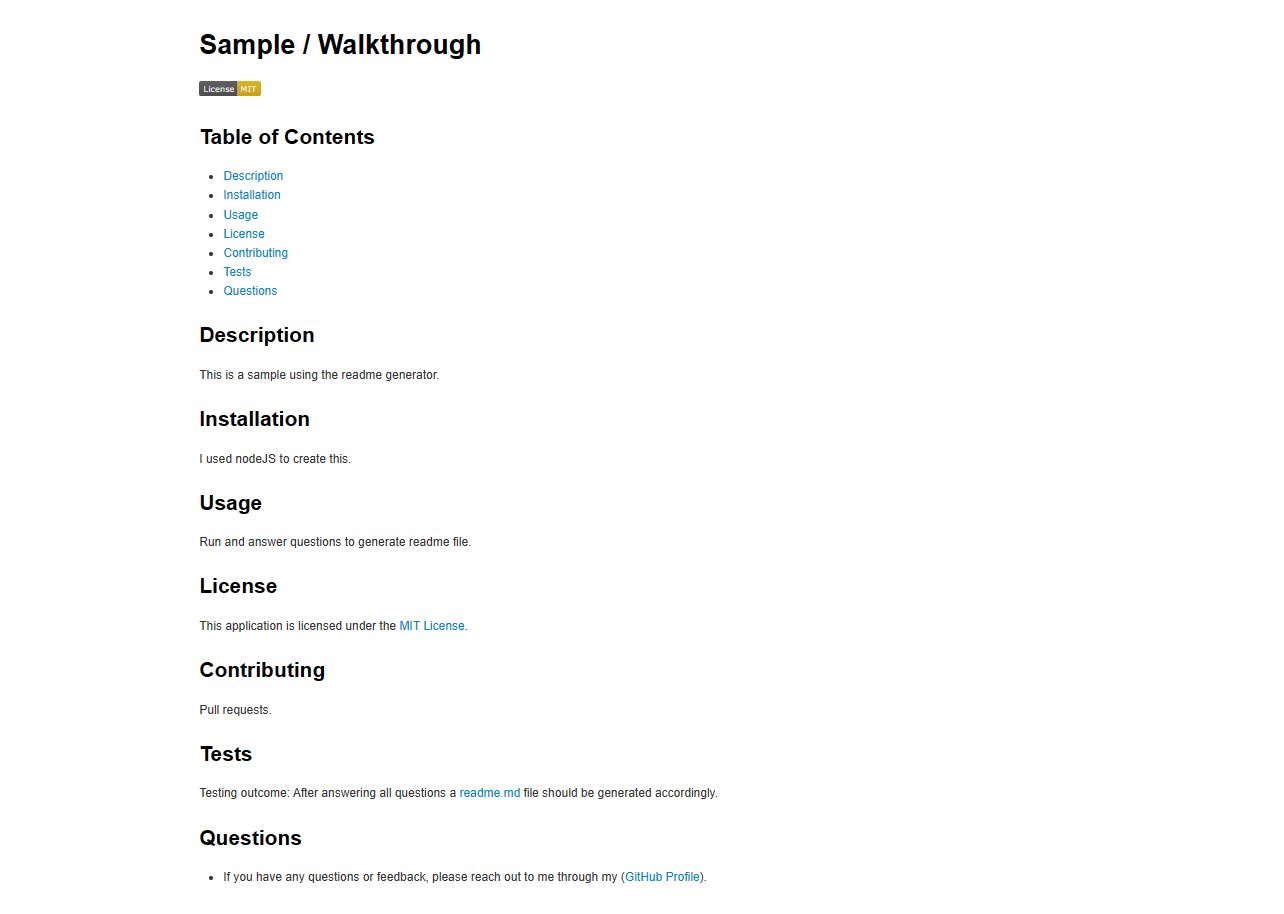 Sample / Walkthrough
License MIT
Table of Contents
Description
Installation
Usage
License
Contributing
Tests
Questions
Description
This is a sample using the readme generator.
Installation
I used nodeJS to create this.
Usage
Run and answer questions to generate readme file.
License
This application is licensed under the MIT License.
Contributing
Pull requests.
Tests
Testing outcome: After answering all questions a readme.md file should be generated accordingly.
Questions
If you have any questions or feedback, please reach out to me through my (GitHub Profile).